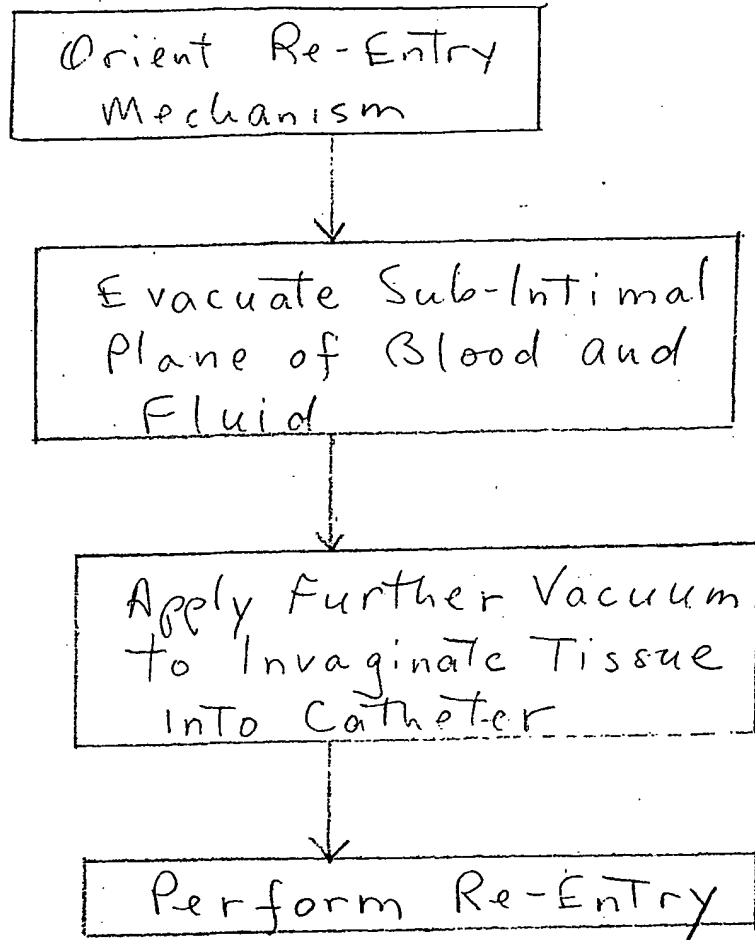 Orient Re-Entry
Mechanism
Evacuate Sub-Intimal
Plane of Blood and
Fluid
Apply Further Vacuum
to Invaginate Tissue
Into Catheter
Perform Re-Entry